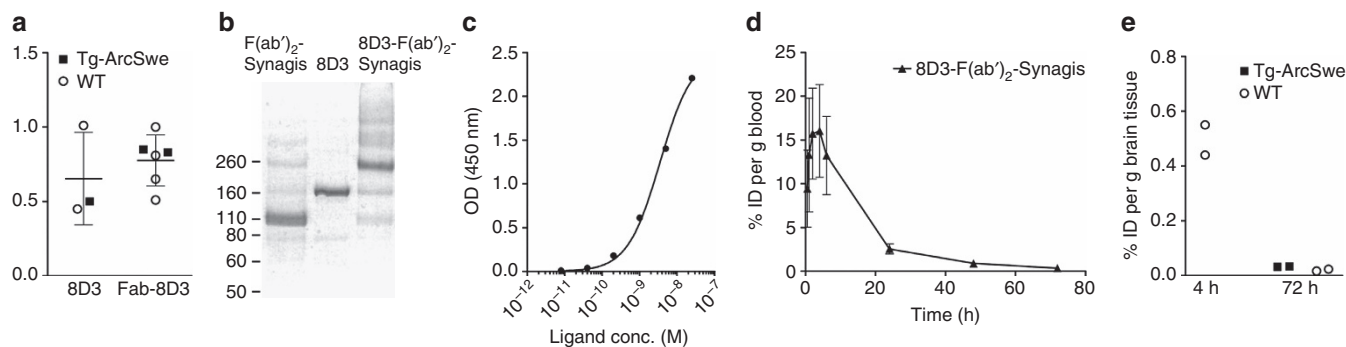 a
1.5
1.0
0.5
0.0
Tg-ArcSwe
WT
8D3 Fab-8D3
b
F(ab′)2-
Synagis
8D3
8D3-F(ab′)2-
Synagis
260
160
110
80
60
50
c
OD (450 nm)
2.5
2.0
1.5
1.0
0.5
0.0
10−12 10−11 10−10 10−9 10−8 10−7
Ligand conc. (M)
d
% ID per g blood
25
20
15
10
5
0
8D3-F(ab′)2-Synagis
0 20 40 60 80
Time (h)
e
% ID per g brain tissue
0.8
0.6
0.4
0.2
0.0
Tg-ArcSwe
WT
4 h 72 h